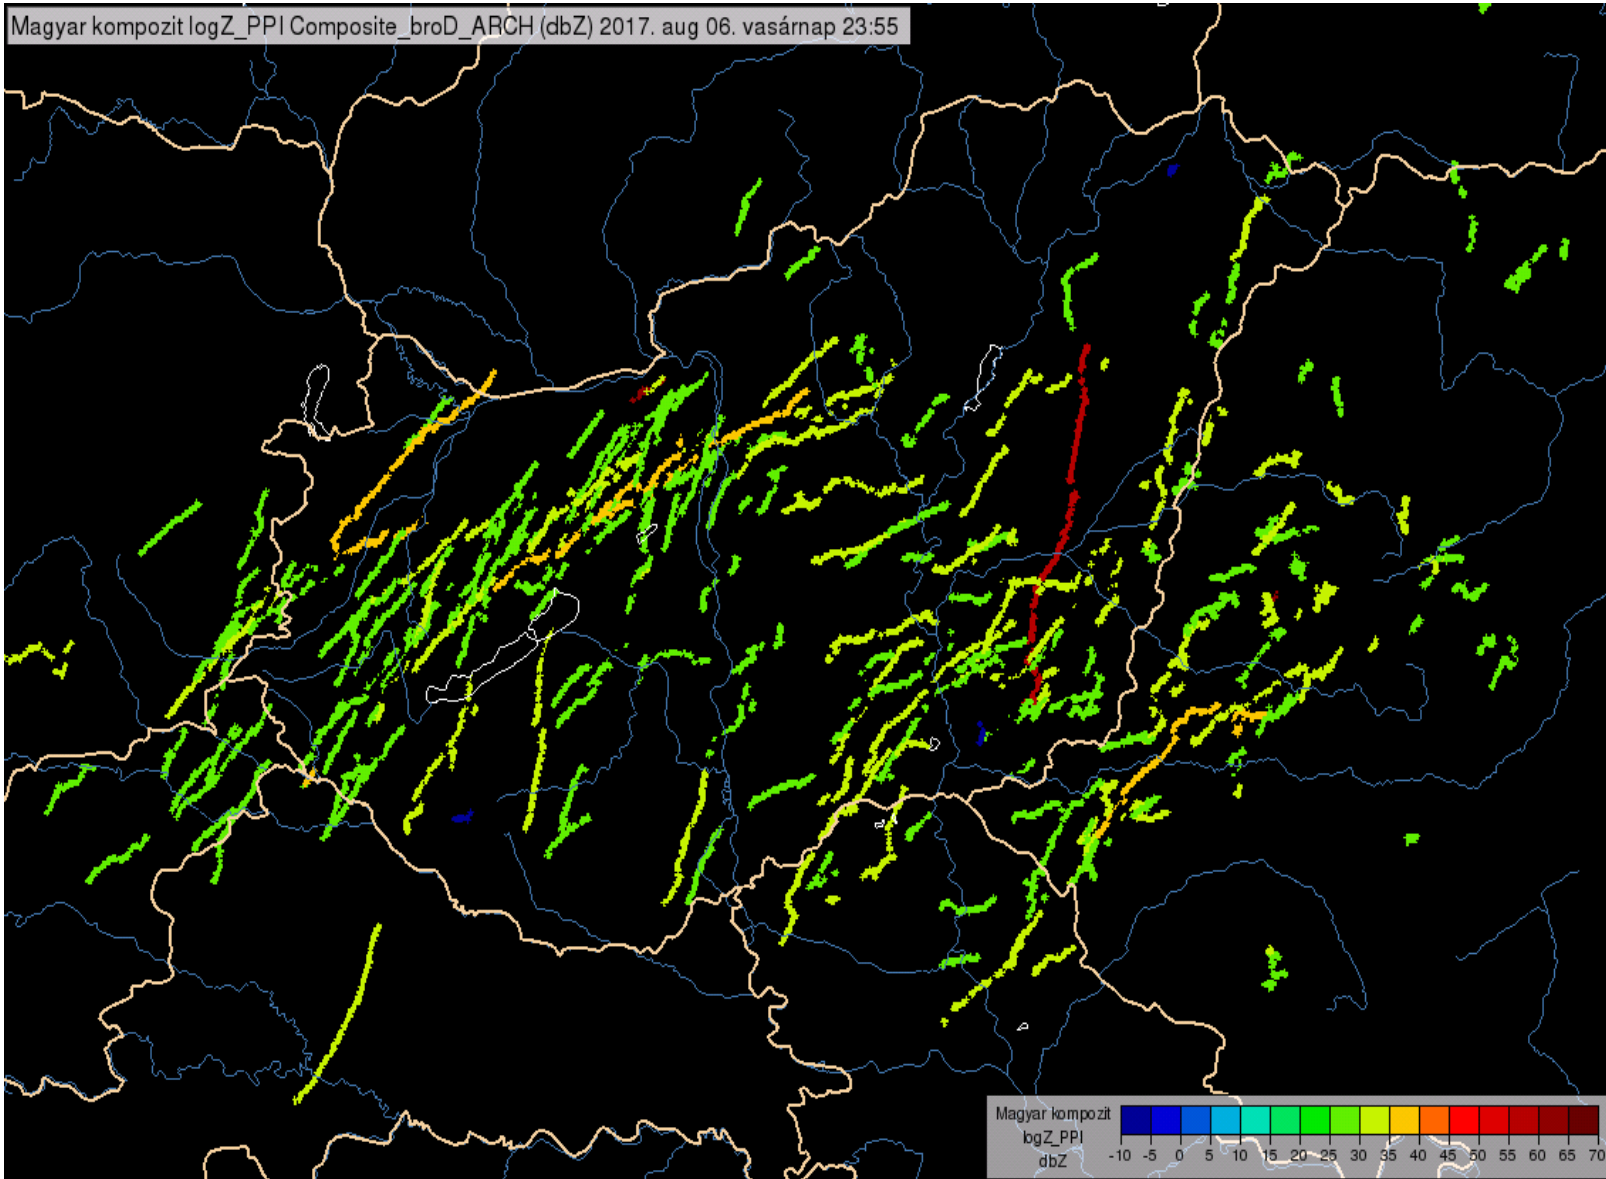 Magyar kompozit logZ_PPI Composite_broD_ARCH (dbZ) 2017. aug 06. vasárnap 23:55
Magyar kompozit
logZ_PPI
dbZ
-10 -5 0 5 10 15 20 25 30 35 40 45 50 55 60 65 70